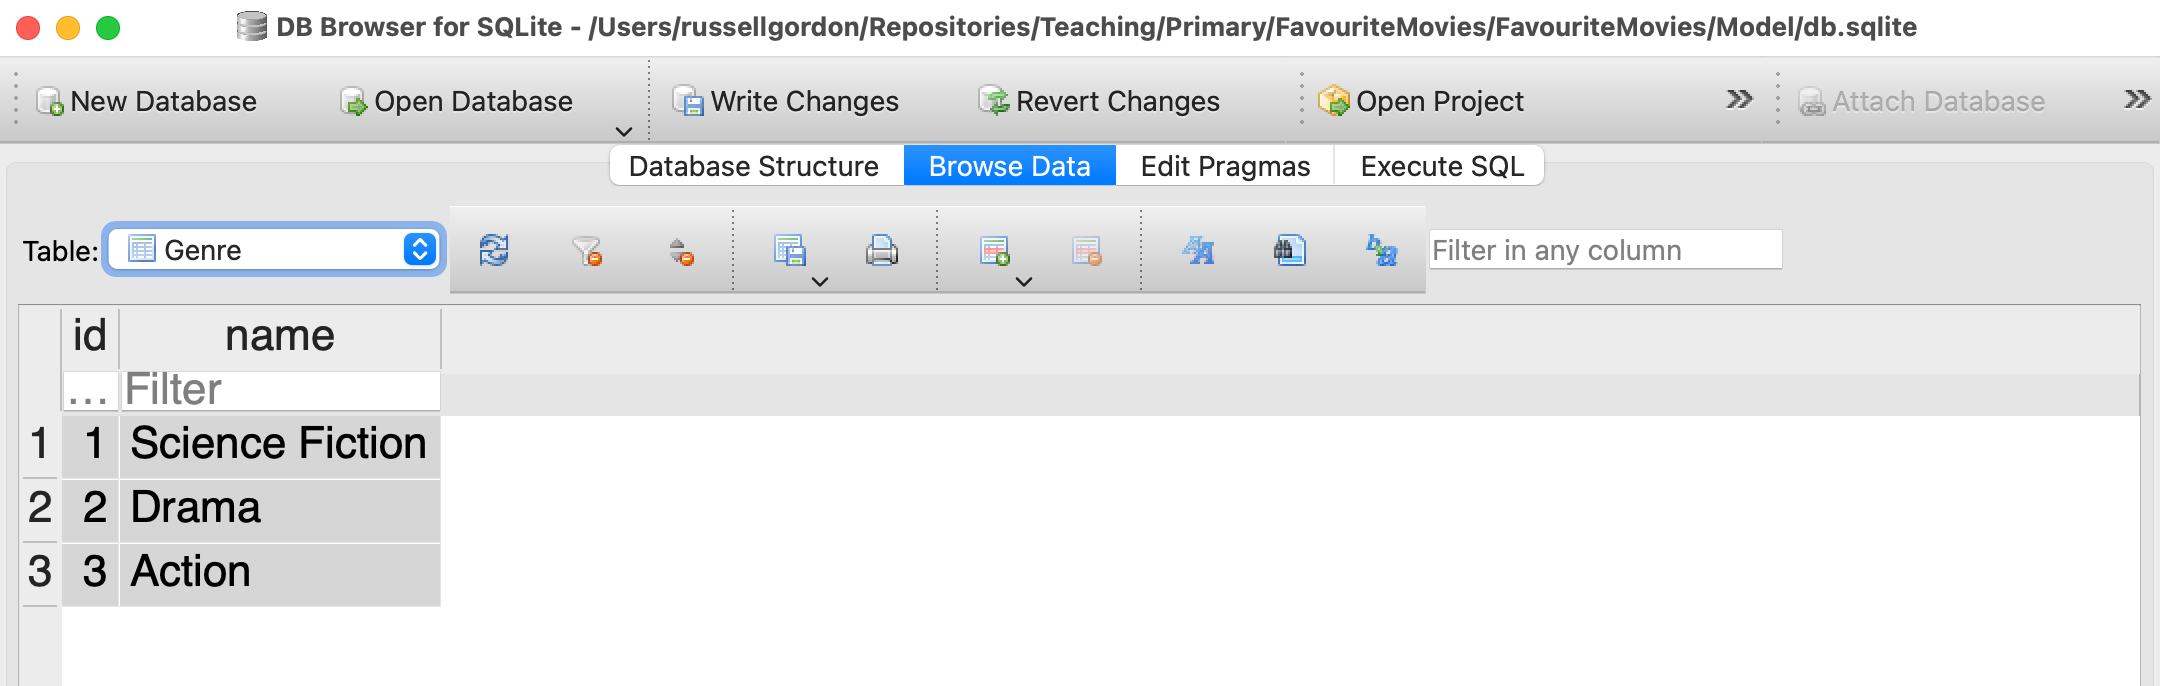 DB Browser for SQLite - /Users/russellgordon/Repositories/Teaching/Primary/FavouriteMovies/FavouriteMovies/Model/db.sqlite
New Database Open Database Write Changes Revert Changes Open Project » Attach Database »
Database Structure Browse Data Edit Pragmas Execute SQL
Table: Genre Filter in any column
id name
... Filter
1 1 Science Fiction
2 2 Drama
3 3 Action